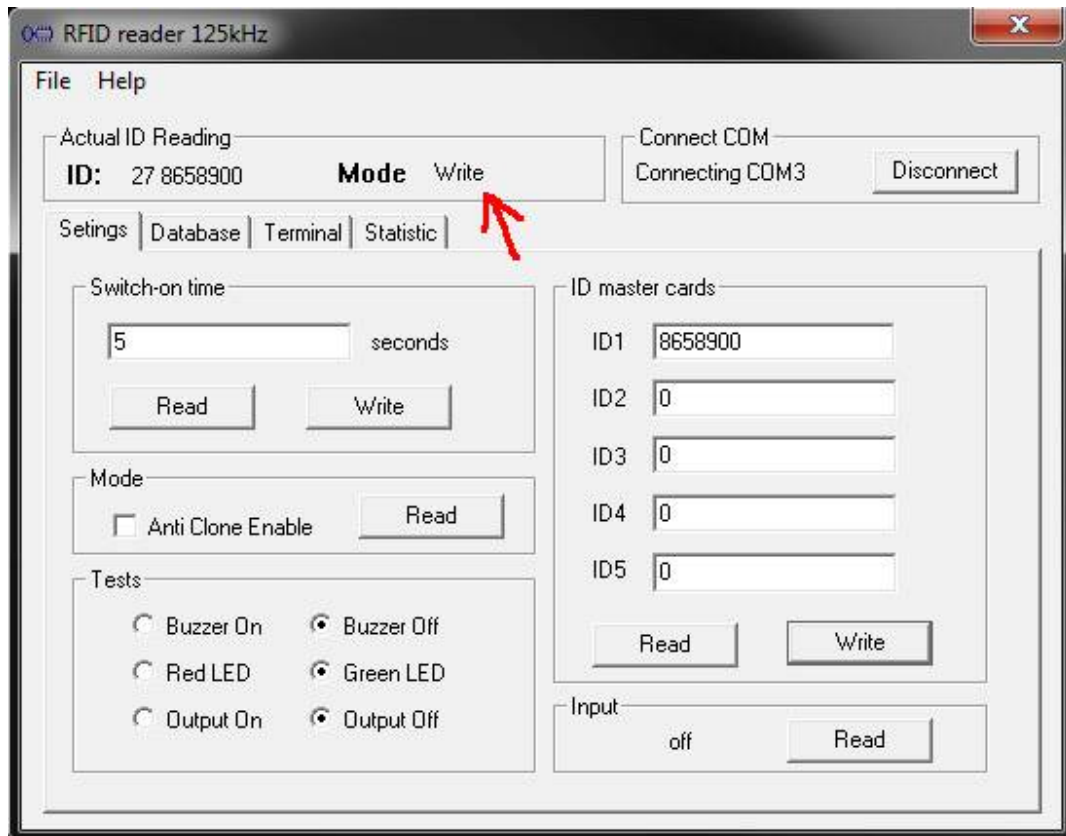 RFID reader 125kHz
File Help
Actual ID Reading
ID: 27 8658900 Mode Write
Connect COM
Connecting COM3 Disconnect
Setings Database Terminal Statistic
Switch-on time
5 seconds
Read Write
Mode
Anti Clone Enable Read
Tests
Buzzer On Buzzer Off
Red LED Green LED
Output On Output Off
ID master cards
ID1 8658900
ID2 0
ID3 0
ID4 0
ID5 0
Read Write
Input
off Read